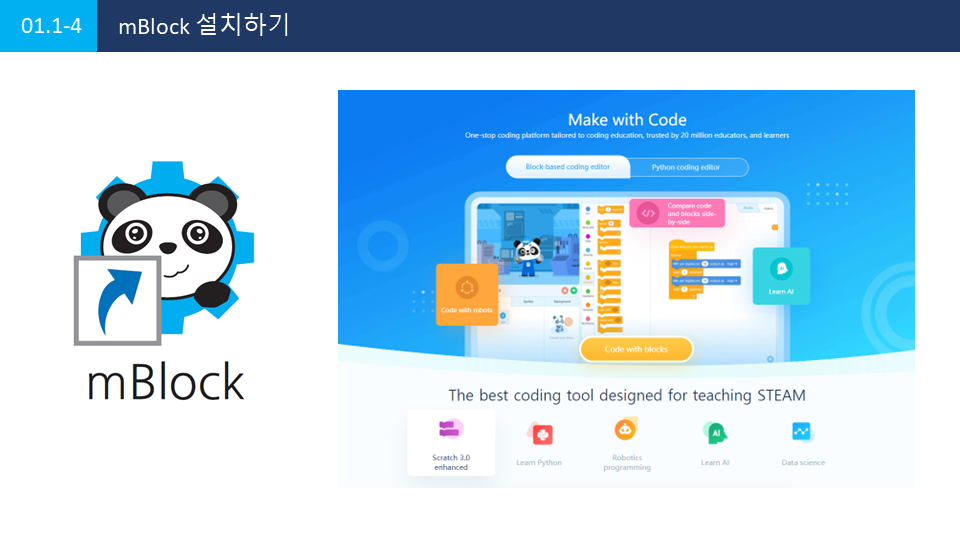 01.1-4
mBlock 설치하기
mBlock
Make with Code
One-stop coding platform tailored to coding education, trusted by 20 million educators, and learners
Block-based coding editor
Python coding editor
Compare code
and blocks side-
by-side
Code with robots
Learn AI
Code with blocks
The best coding tool designed for teaching STEAM
Scratch 3.0
enhanced
Learn Python
Robotics
programming
AI
Learn AI
Data science